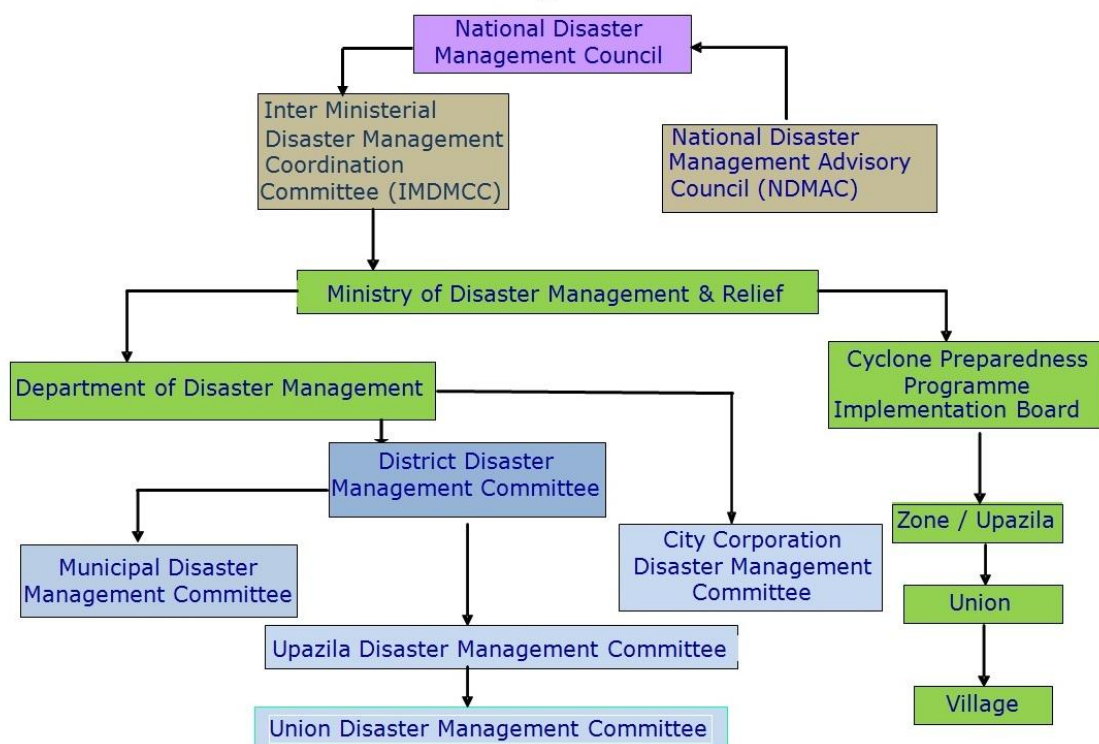 National Disaster
Management Council
Inter Ministerial
Disaster Management
Coordination
Committee (IMDMCC)
National Disaster
Management Advisory
Council (NDMAC)
Ministry of Disaster Management & Relief
Department of Disaster Management
Cyclone Preparedness
Programme
Implementation Board
District Disaster
Management Committee
Zone / Upazila
Municipal Disaster
Management Committee
City Corporation
Disaster Management
Committee
Union
Upazila Disaster Management Committee
Village
Union Disaster Management Committee